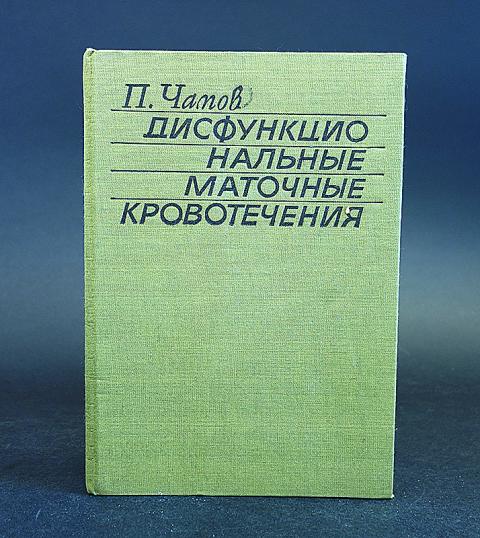 П. Чамов
ДИСФУНКЦИО
НАЛЬНЫЕ
МАТОЧНЫЕ
КРОВОТЕЧЕНИЯ